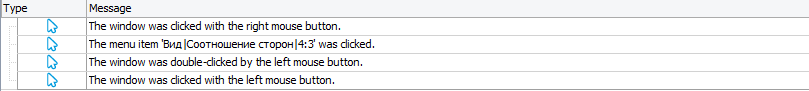 Type Message
The window was clicked with the right mouse button.
The menu item 'Вид|Соотношение сторон|4:3' was clicked.
The window was double-clicked by the left mouse button.
The window was clicked with the left mouse button.